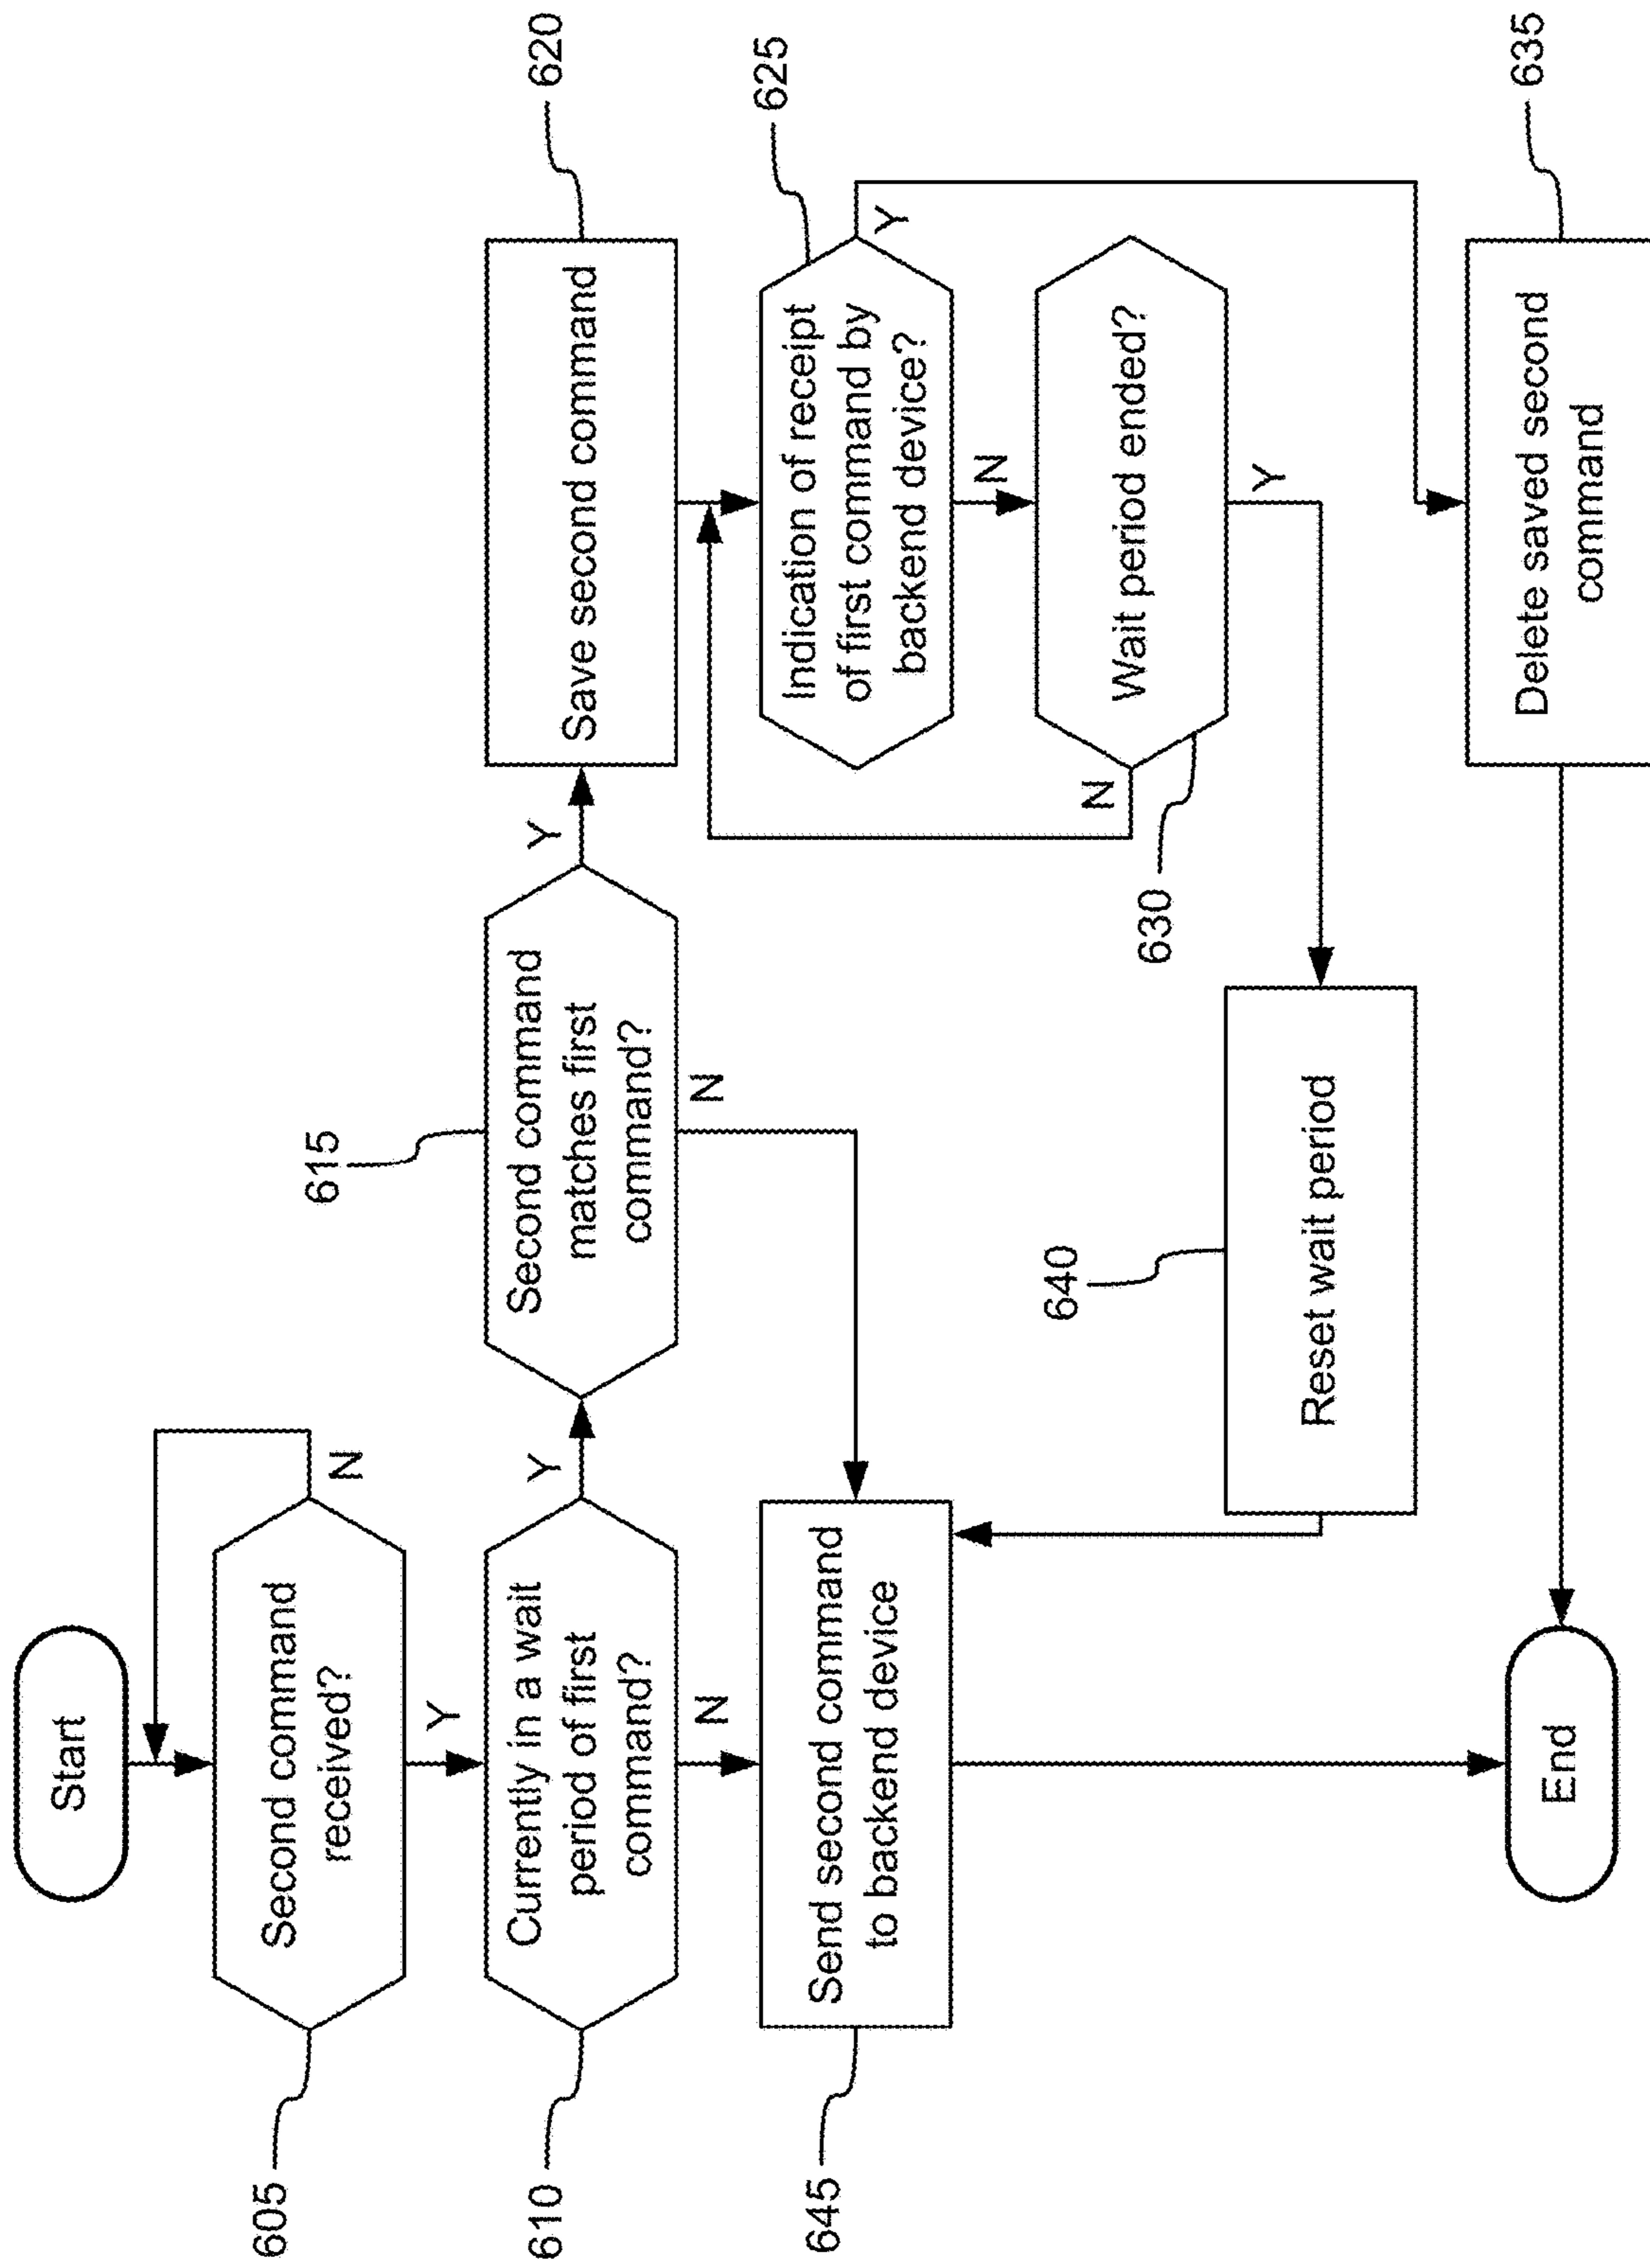 Start
605
Second command
received?
N
Y
610
Currently in a wait
period of first
command?
Y
N
615
Second command
matches first
command?
Y
N
620
Save second command
625
Indication of receipt
of first command by
backend device?
Y
N
630
Wait period ended?
N
Y
635
Delete saved second
command
640
Reset wait period
645
Send second command
to backend device
End